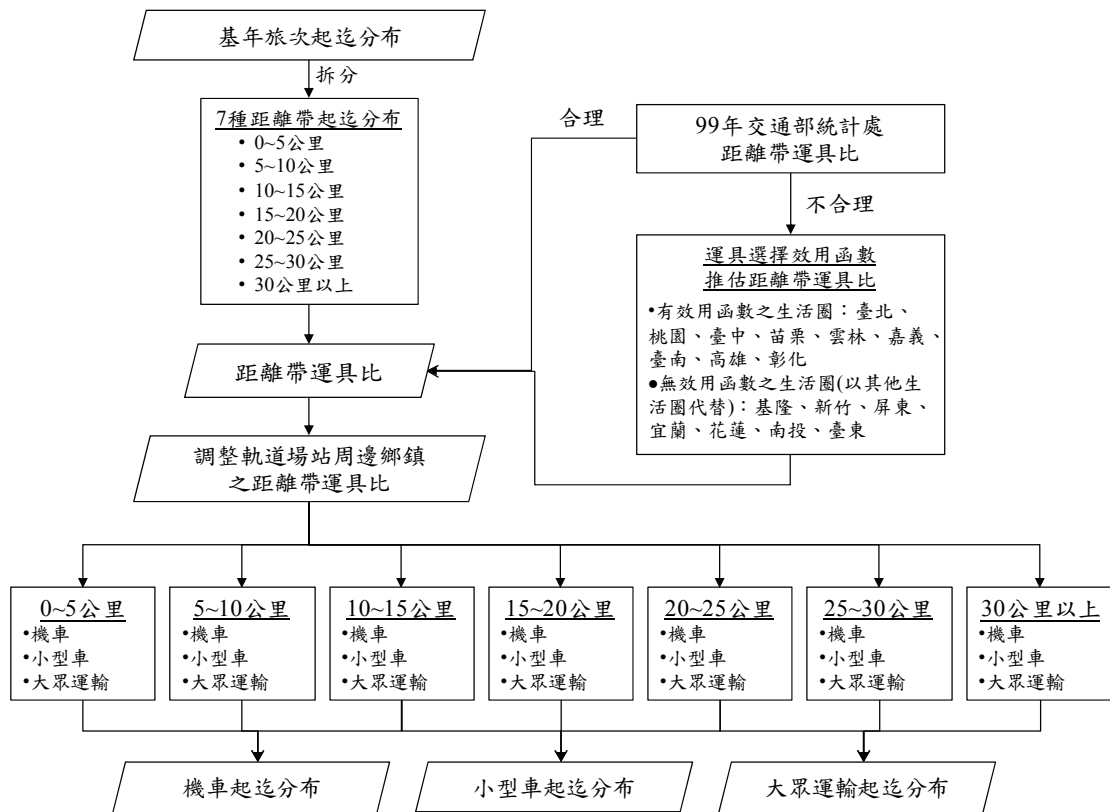 基年旅次起迄分布
拆分
7種距離帶起迄分布
• 0~5公里
• 5~10公里
• 10~15公里
• 15~20公里
• 20~25公里
• 25~30公里
• 30公里以上
合理
99年交通部統計處
距離帶運具比
不合理
運具選擇效用函數
推估距離帶運具比
•有效用函數之生活圈：臺北、
桃園、臺中、苗栗、雲林、嘉義、
臺南、高雄、彰化
●無效用函數之生活圈(以其他生
活圈代替)：基隆、新竹、屏東、
宜蘭、花蓮、南投、臺東
距離帶運具比
調整軌道場站周邊鄉鎮
之距離帶運具比
0~5公里
•機車
•小型車
•大眾運輸
5~10公里
•機車
•小型車
•大眾運輸
10~15公里
•機車
•小型車
•大眾運輸
15~20公里
•機車
•小型車
•大眾運輸
20~25公里
•機車
•小型車
•大眾運輸
25~30公里
•機車
•小型車
•大眾運輸
30公里以上
•機車
•小型車
•大眾運輸
機車起迄分布
小型車起迄分布
大眾運輸起迄分布